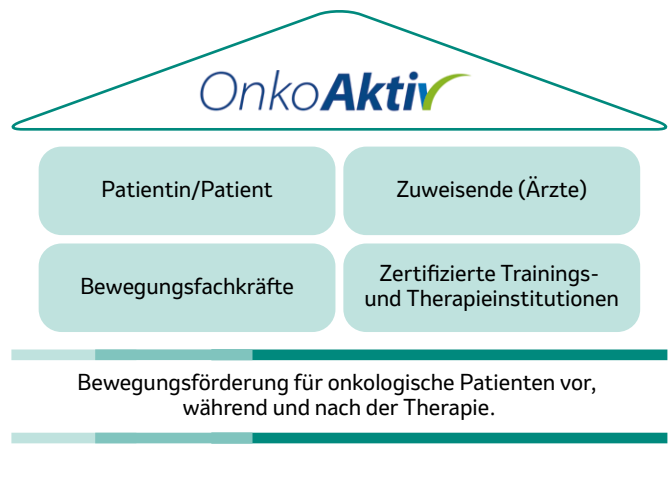 OnkoAktiv
Patientin/Patient
Zuweisende (Ärzte)
Bewegungsfachkräfte
Zertifizierte Trainings-
und Therapieinstitutionen
Bewegungsförderung für onkologische Patienten vor,
während und nach der Therapie.